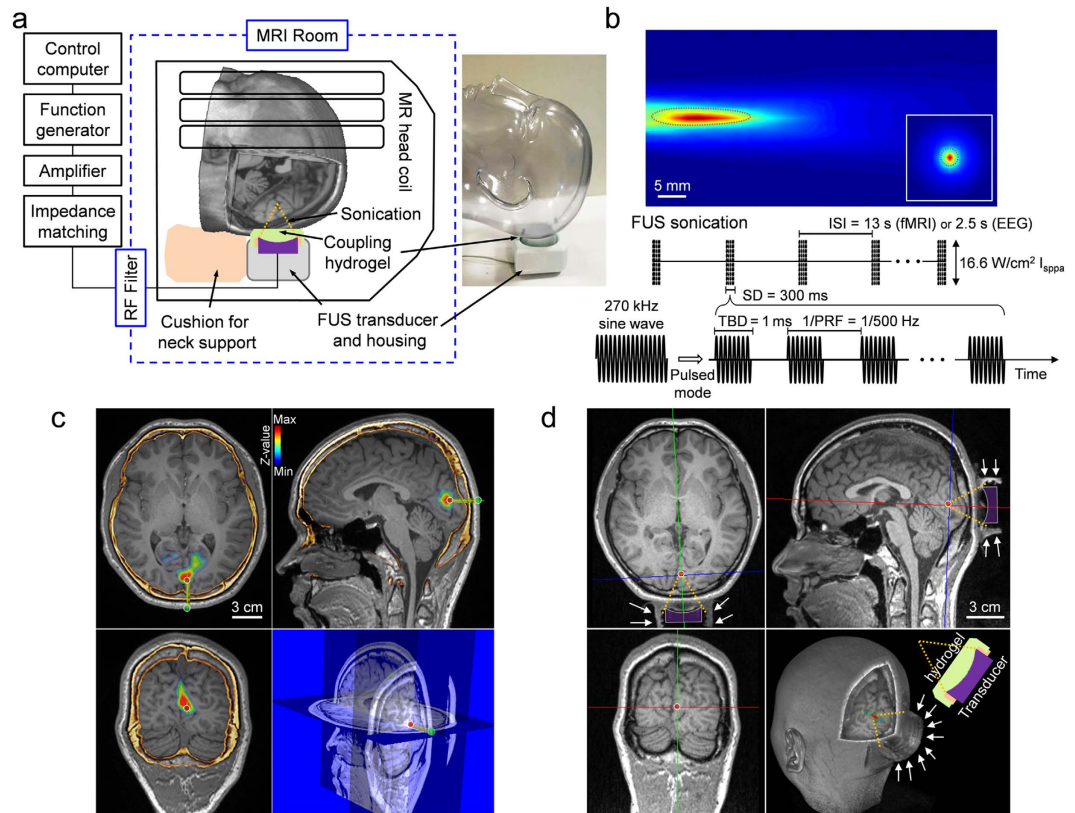 a
MRI Room
Control
computer
Function
generator
Amplifier
Impedance
matching
RF Filter
MR head coil
Sonication
Coupling
hydrogel
Cushion for
neck support
FUS transducer
and housing
b
5 mm
FUS sonication
ISI = 13 s (fMRI) or 2.5 s (EEG)
16.6 W/cm² Isppa
SD = 300 ms
270 kHz
sine wave
TBD = 1 ms
1/PRF = 1/500 Hz
Pulsed
mode
Time
c
Max
Z-value
Min
3 cm
d
3 cm
hydrogel
Transducer